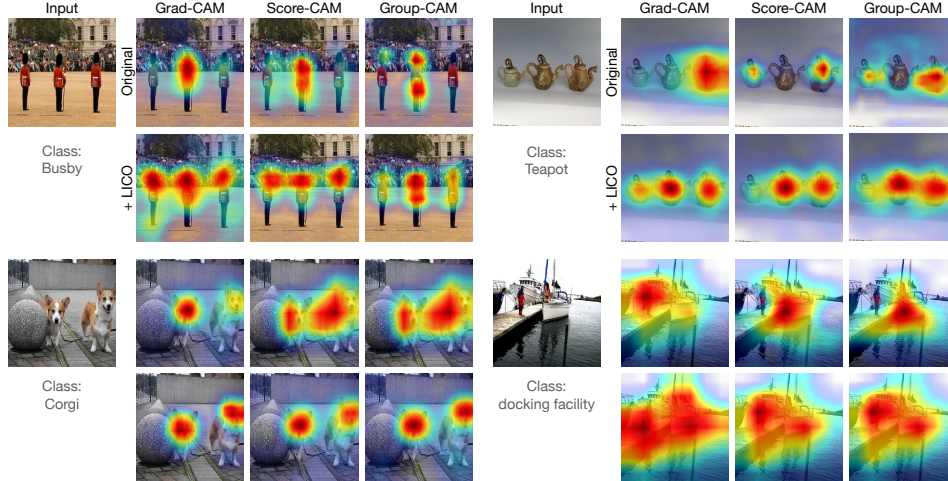 Input Grad-CAM Score-CAM Group-CAM Input Grad-CAM Score-CAM Group-CAM
Original
Original
Class:
Busby
Class:
Teapot
+ LICO
+ LICO
Class:
Corgi
Class:
docking facility